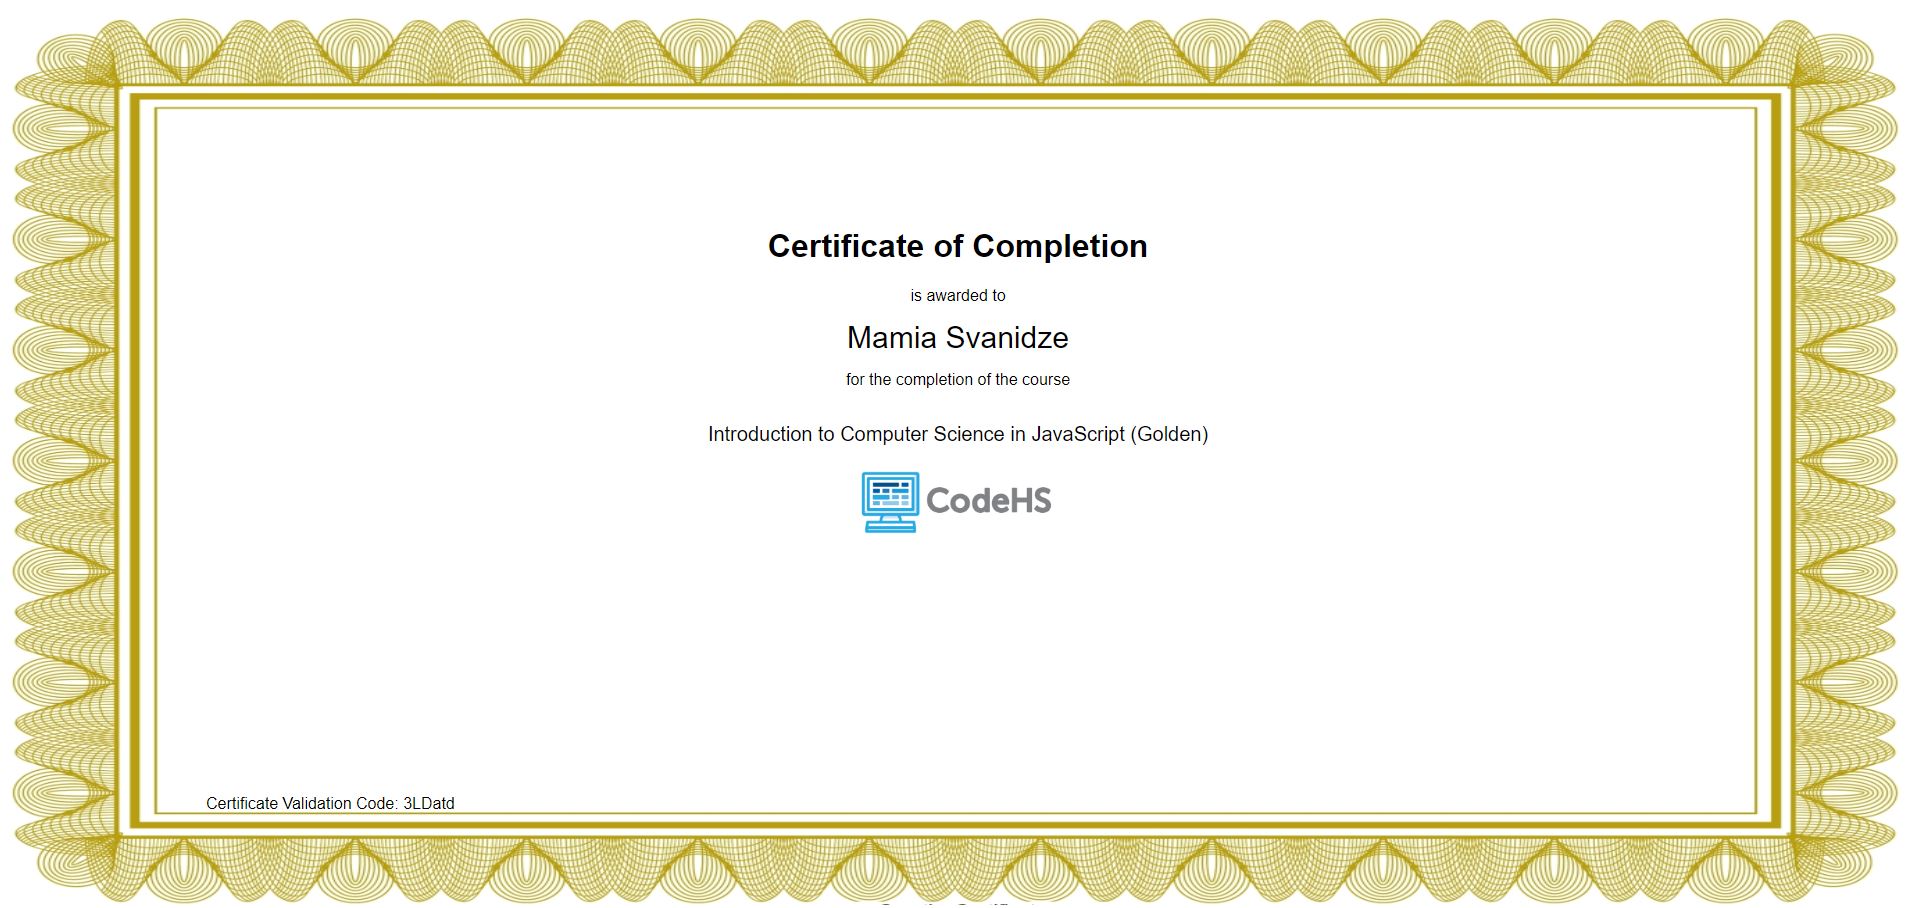 Certificate of Completion
is awarded to
Mamia Svanidze
for the completion of the course
Introduction to Computer Science in JavaScript (Golden)
CodeHS
Certificate Validation Code: 3LDatd